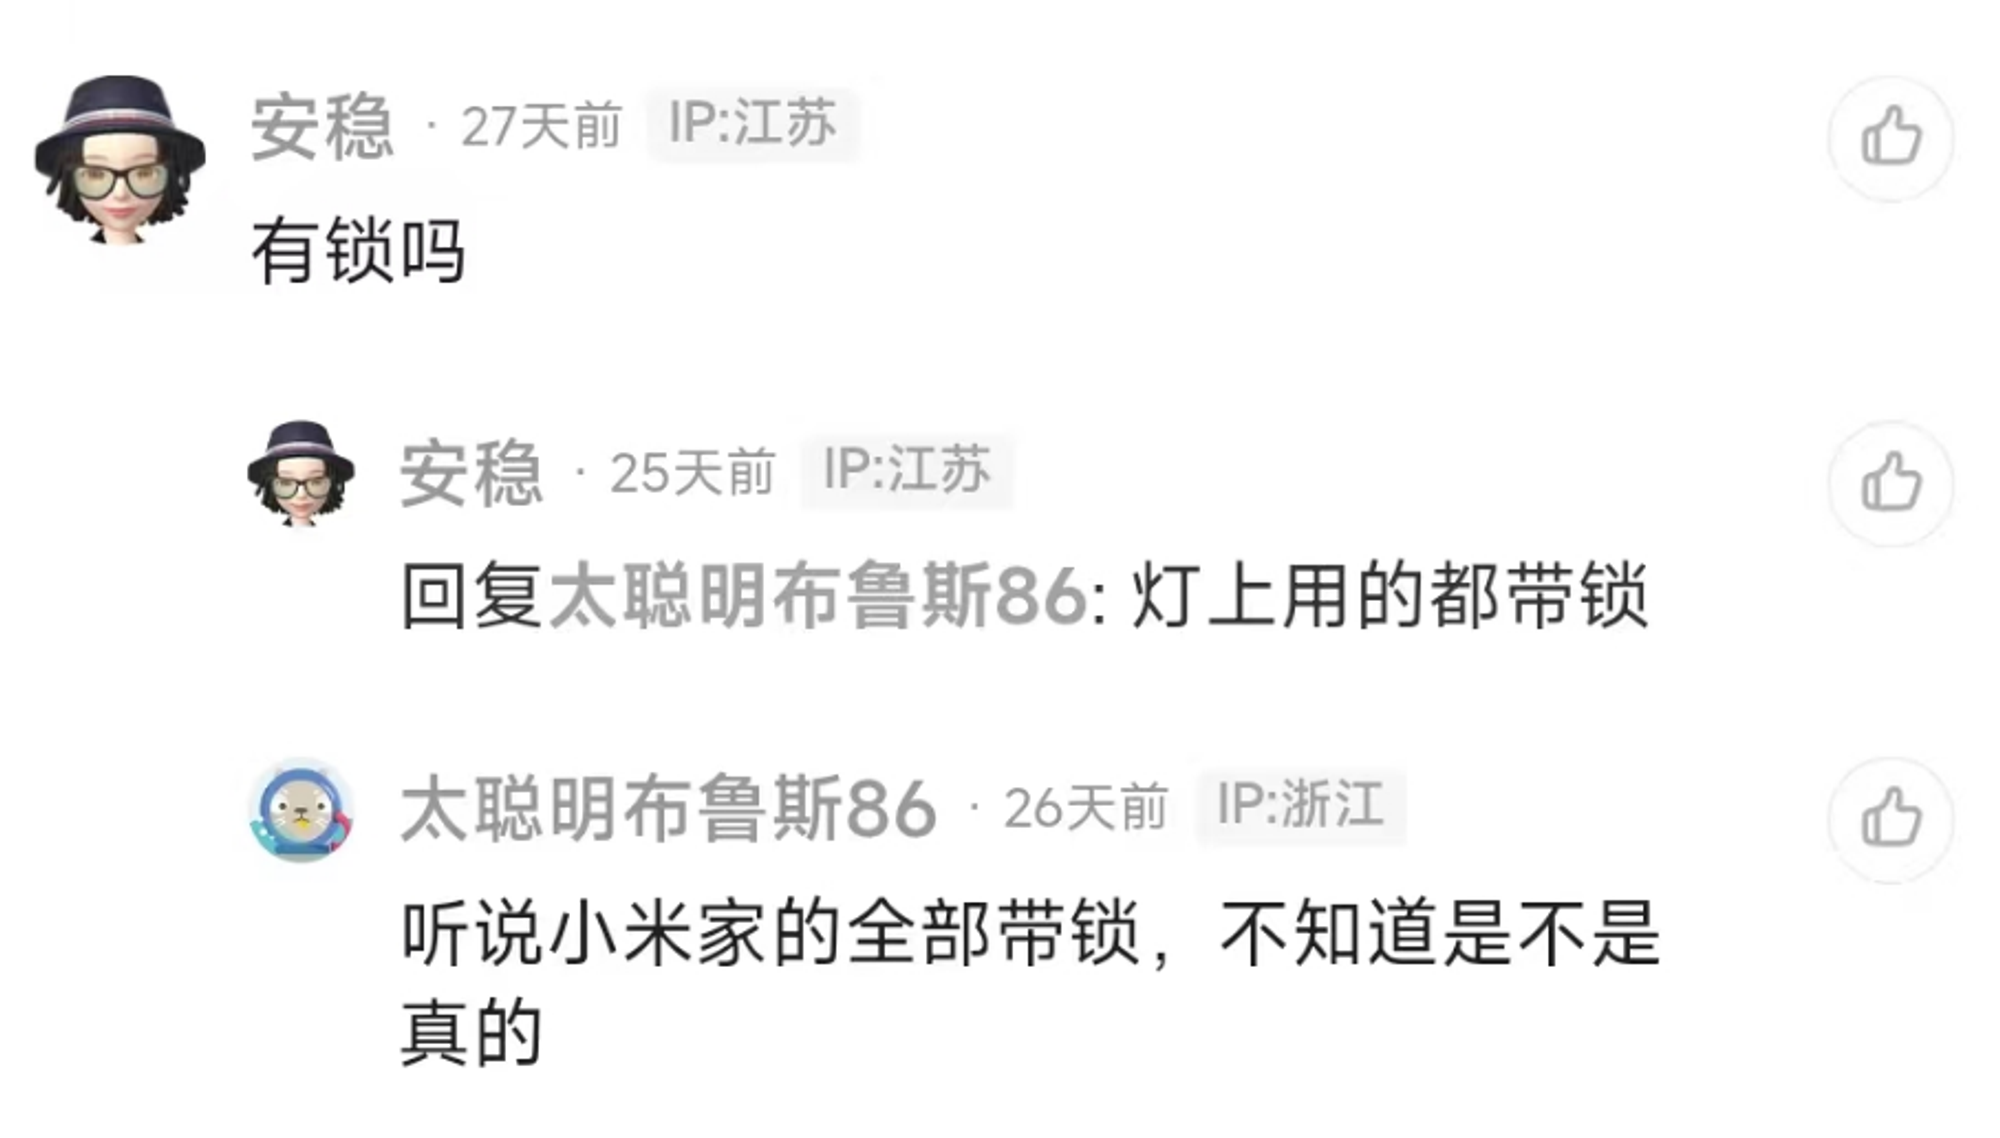 安稳 · 27天前 IP:江苏
有锁吗
安稳 · 25天前 IP:江苏
回复太聪明布鲁斯86: 灯上用的都带锁
太聪明布鲁斯86 · 26天前 IP:浙江
听说小米家的全部带锁，不知道是不是
真的